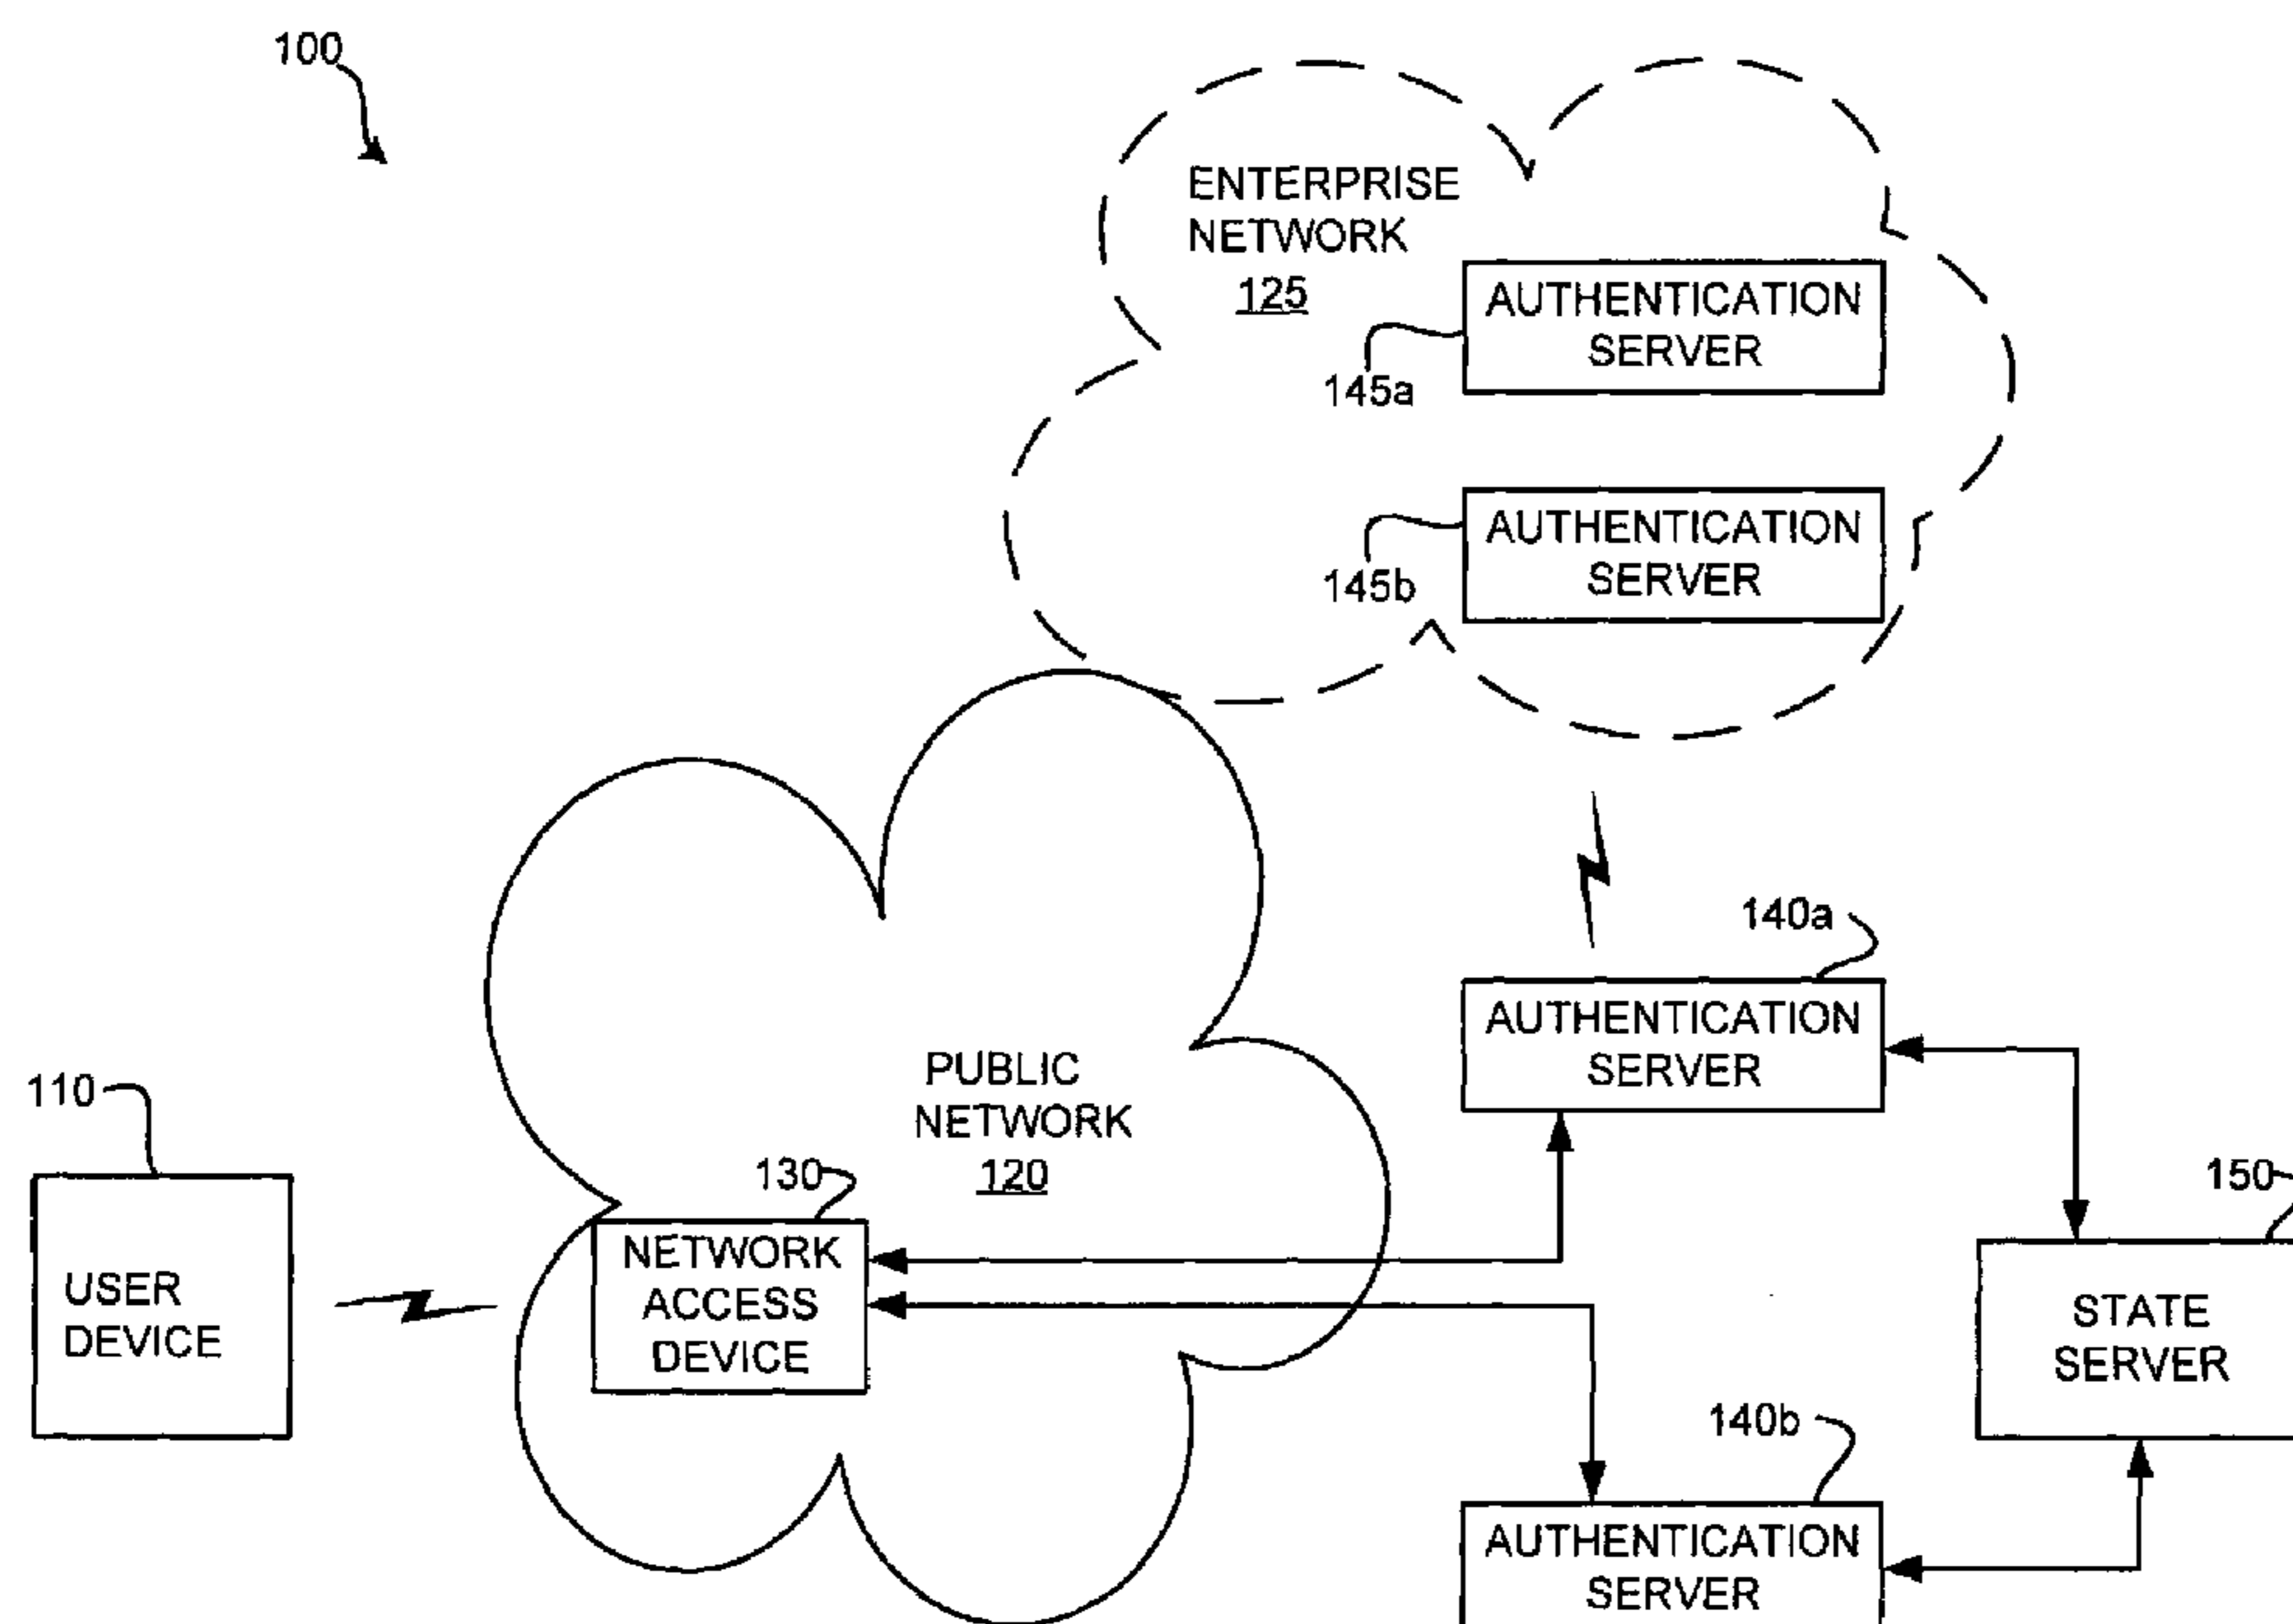 100
ENTERPRISE
NETWORK
125
AUTHENTICATION
SERVER
145a
AUTHENTICATION
SERVER
145b
140a
AUTHENTICATION
SERVER
PUBLIC
NETWORK
120
110
130
150
USER
DEVICE
NETWORK
ACCESS
DEVICE
STATE
SERVER
140b
AUTHENTICATION
SERVER